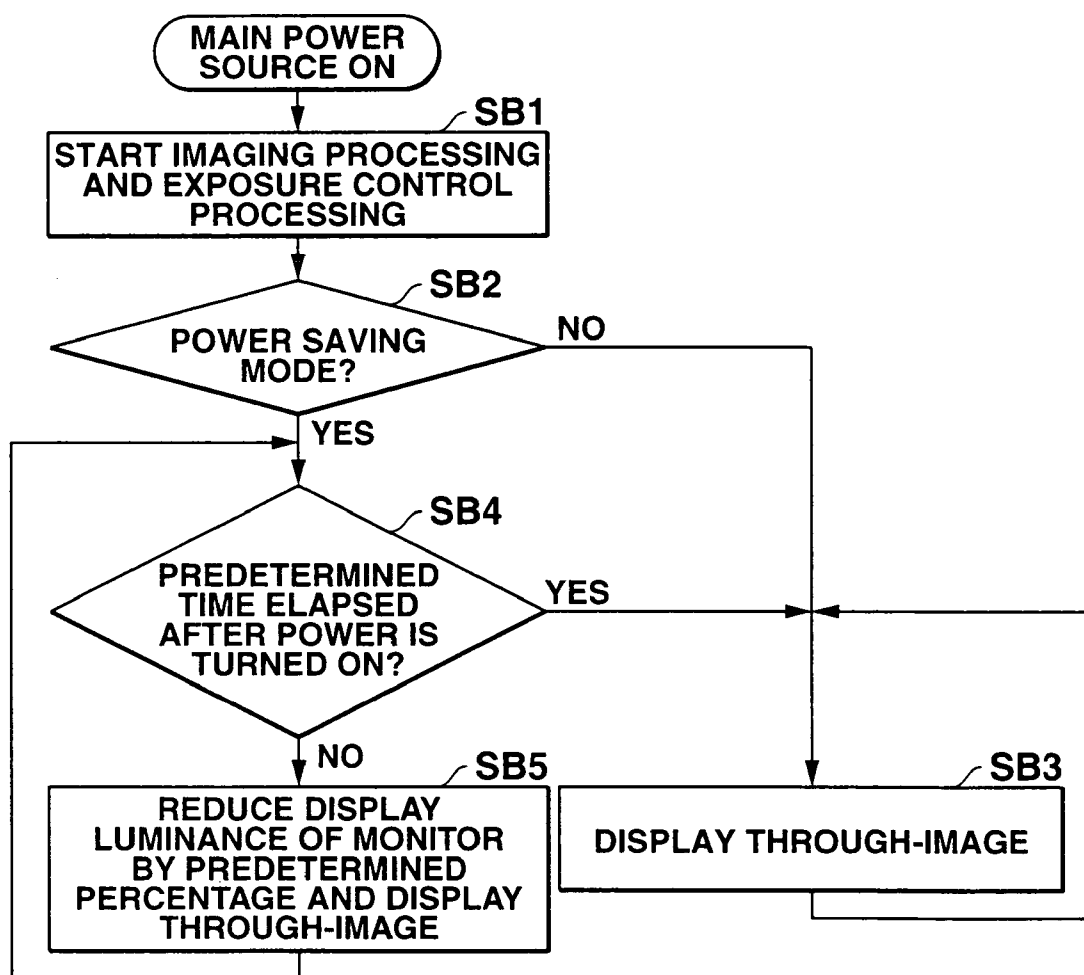 MAIN POWER
SOURCE ON
SB1
START IMAGING PROCESSING
AND EXPOSURE CONTROL
PROCESSING
SB2
POWER SAVING
MODE?
NO
YES
SB4
PREDETERMINED
TIME ELAPSED
AFTER POWER IS
TURNED ON?
YES
NO
SB5
REDUCE DISPLAY
LUMINANCE OF MONITOR
BY PREDETERMINED
PERCENTAGE AND DISPLAY
THROUGH-IMAGE
SB3
DISPLAY THROUGH-IMAGE